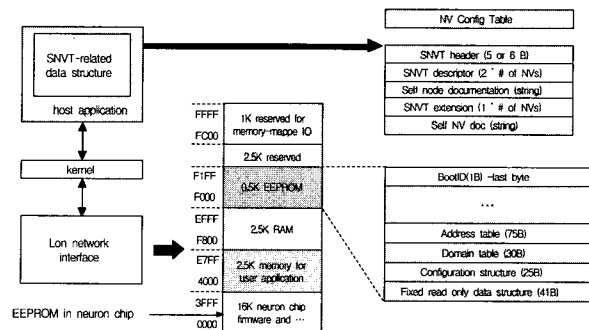 SNVT-related
data structure
host application
kernel
Lon network
interface
EEPROM in neuron chip
FFFF
FC00
F1FF
F000
EFFF
F800
E7FF
4000
3FFF
0000
1K reserved for
memory-mappe IO
2.5K reserved
0.5K EEPROM
2.5K RAM
2.5K memory for
user application
16K neuron chip
firmware and ⋯
NV Config Table
SNVT header (5 or 6 B)
SNVT descriptor (2 * # of NVs)
Self node documentation (string)
SNVT extension (1 * # of NVs)
Self NV doc (string)
BootID(1B) -last byte
⋯
Address table (75B)
Domain table (30B)
Configuration structure (25B)
Fixed read only data structure (41B)